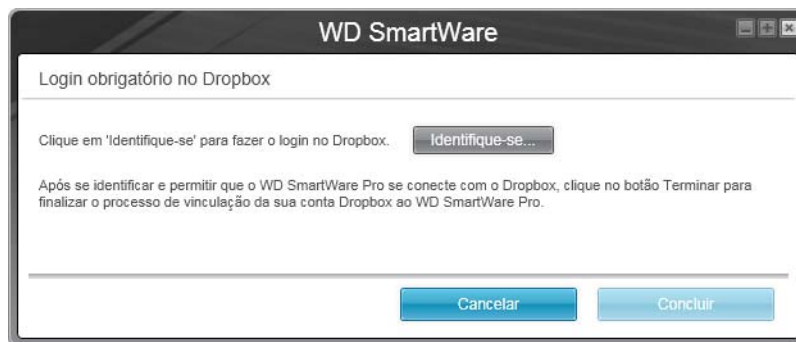 WD SmartWare
Login obrigatório no Dropbox
Clique em 'Identifique-se' para fazer o login no Dropbox. Identifique-se...
Após se identificar e permitir que o WD SmartWare Pro se conecte com o Dropbox, clique no botão Terminar para
finalizar o processo de vinculação da sua conta Dropbox ao WD SmartWare Pro.
Cancelar Concluir